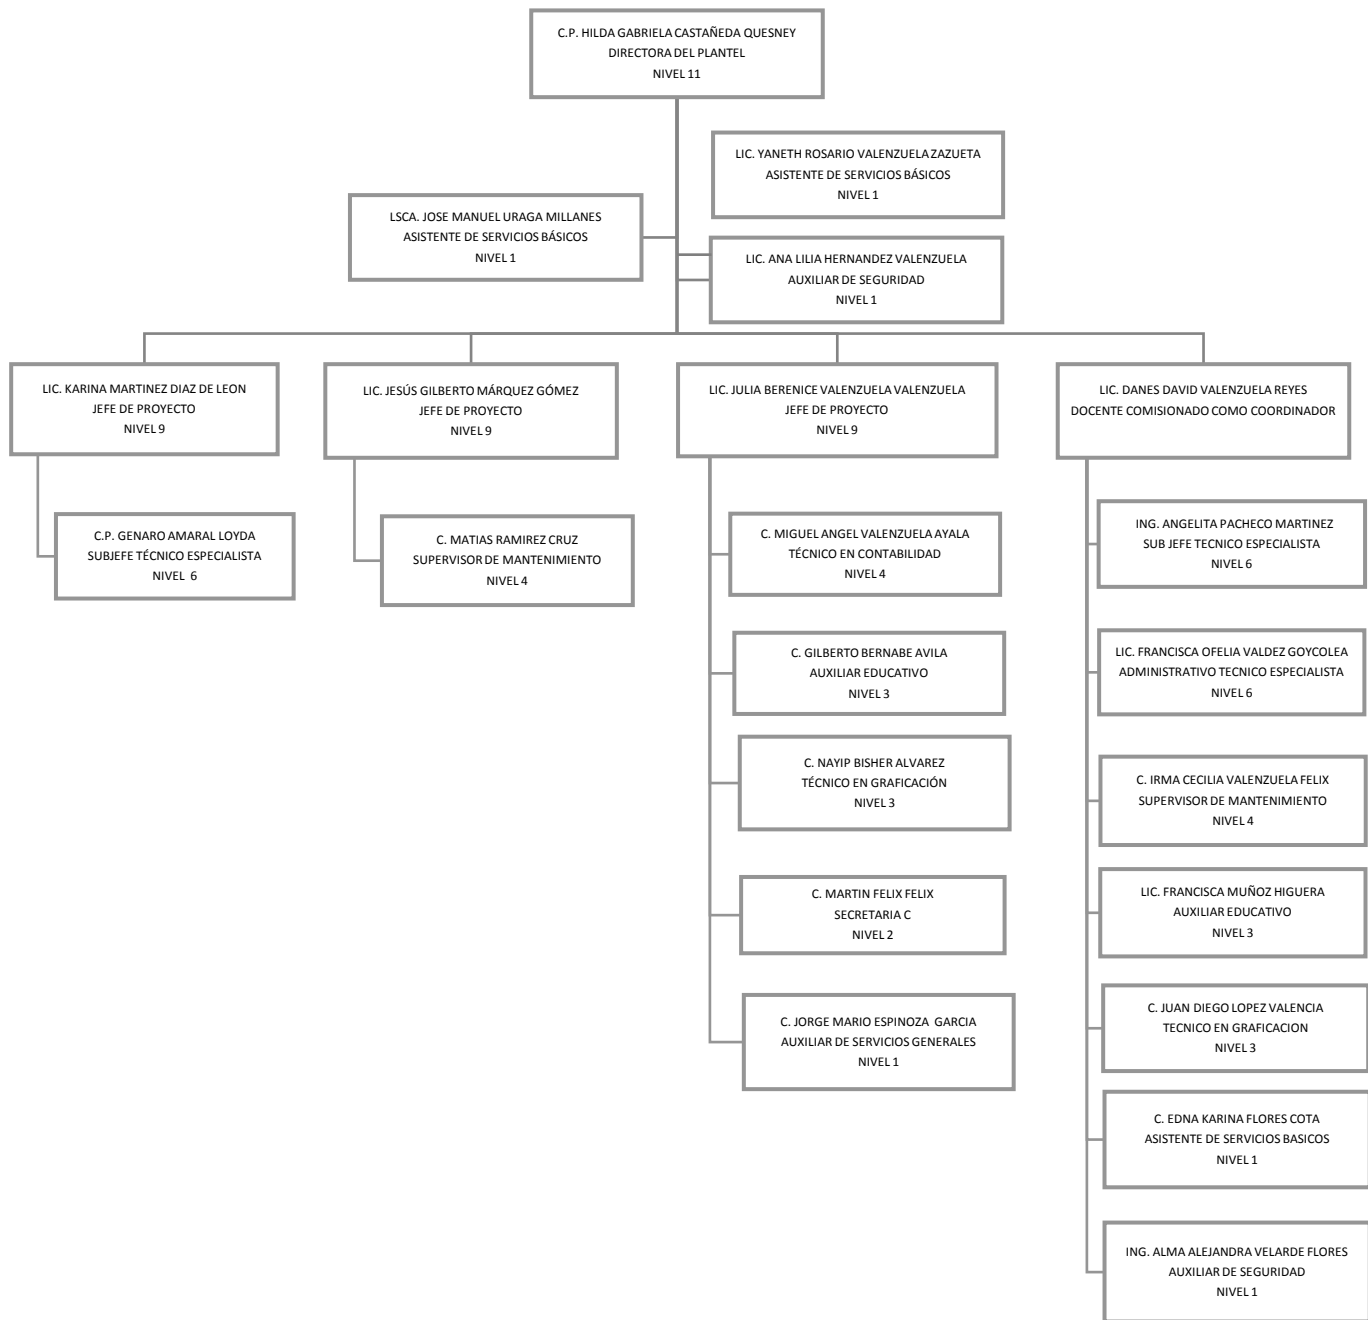 C.P. HILDA GABRIELA CASTAÑEDA QUESNEY
DIRECTORA DEL PLANTEL
NIVEL 11
LIC. YANETH ROSARIO VALENZUELA ZAZUETA
ASISTENTE DE SERVICIOS BÁSICOS
NIVEL 1
LSCA. JOSE MANUEL URAGA MILLANES
ASISTENTE DE SERVICIOS BÁSICOS
NIVEL 1
LIC. ANA LILIA HERNANDEZ VALENZUELA
AUXILIAR DE SEGURIDAD
NIVEL 1
LIC. KARINA MARTINEZ DIAZ DE LEON
JEFE DE PROYECTO
NIVEL 9
LIC. JESÚS GILBERTO MÁRQUEZ GÓMEZ
JEFE DE PROYECTO
NIVEL 9
LIC. JULIA BERENICE VALENZUELA VALENZUELA
JEFE DE PROYECTO
NIVEL 9
LIC. DANES DAVID VALENZUELA REYES
DOCENTE COMISIONADO COMO COORDINADOR
C.P. GENARO AMARAL LOYDA
SUBJEFE TÉCNICO ESPECIALISTA
NIVEL 6
C. MATIAS RAMIREZ CRUZ
SUPERVISOR DE MANTENIMIENTO
NIVEL 4
C. MIGUEL ANGEL VALENZUELA AYALA
TÉCNICO EN CONTABILIDAD
NIVEL 4
C. GILBERTO BERNABE AVILA
AUXILIAR EDUCATIVO
NIVEL 3
C. NAYIP BISHER ALVAREZ
TÉCNICO EN GRAFICACIÓN
NIVEL 3
C. MARTIN FELIX FELIX
SECRETARIA C
NIVEL 2
C. JORGE MARIO ESPINOZA GARCIA
AUXILIAR DE SERVICIOS GENERALES
NIVEL 1
ING. ANGELITA PACHECO MARTINEZ
SUB JEFE TECNICO ESPECIALISTA
NIVEL 6
LIC. FRANCISCA OFELIA VALDEZ GOYCOLEA
ADMINISTRATIVO TECNICO ESPECIALISTA
NIVEL 6
C. IRMA CECILIA VALENZUELA FELIX
SUPERVISOR DE MANTENIMIENTO
NIVEL 4
LIC. FRANCISCA MUÑOZ HIGUERA
AUXILIAR EDUCATIVO
NIVEL 3
C. JUAN DIEGO LOPEZ VALENCIA
TECNICO EN GRAFICACION
NIVEL 3
C. EDNA KARINA FLORES COTA
ASISTENTE DE SERVICIOS BASICOS
NIVEL 1
ING. ALMA ALEJANDRA VELARDE FLORES
AUXILIAR DE SEGURIDAD
NIVEL 1